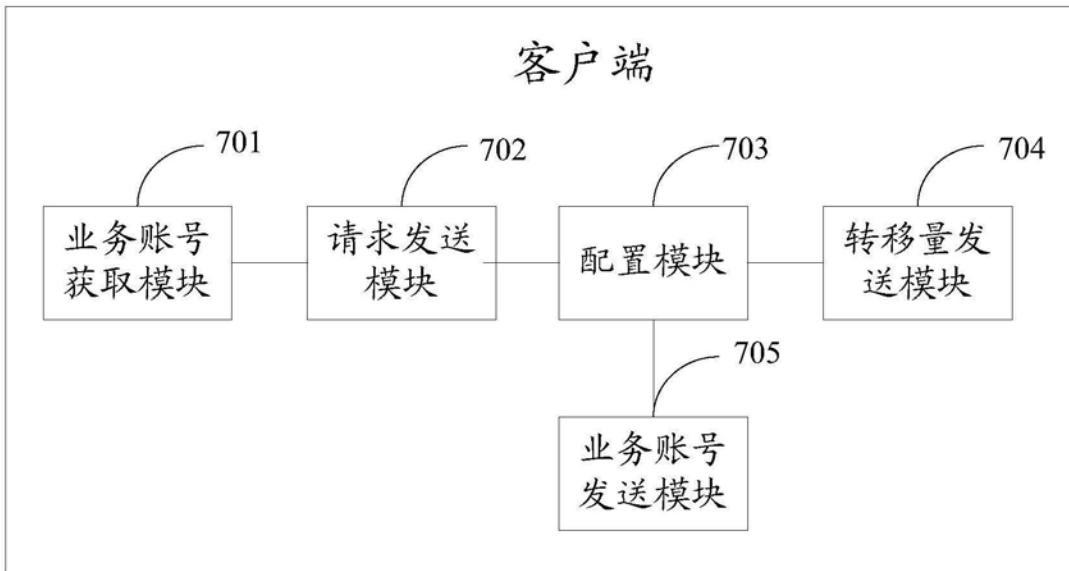 客户端
701
702
703
704
业务账号
获取模块
请求发送
模块
配置模块
转移量发
送模块
705
业务账号
发送模块